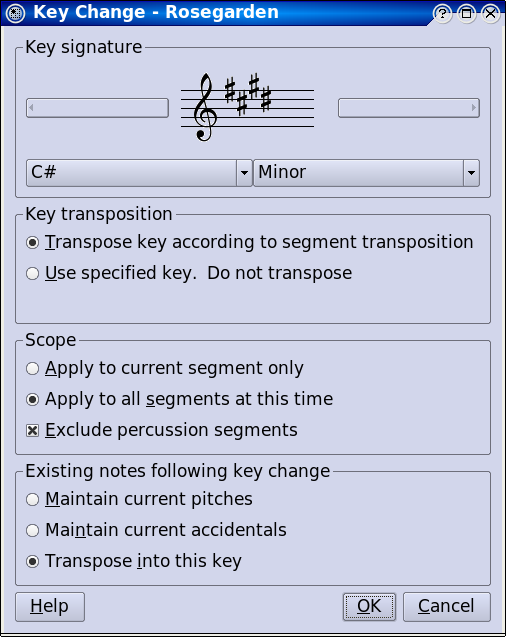 Key Change - Rosegarden
Key signature
C# Minor
Key transposition
Transpose key according to segment transposition
Use specified key.  Do not transpose
Scope
Apply to current segment only
Apply to all segments at this time
Exclude percussion segments
Existing notes following key change
Maintain current pitches
Maintain current accidentals
Transpose into this key
Help OK Cancel